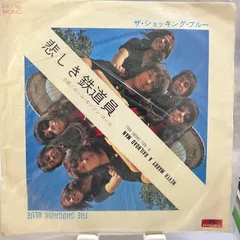 MONO
ザ・ショッキング・ブルー
悲しき鉄道員
NEVER MARRY A RAILROAD MAN
THE SHOCKING BLUE